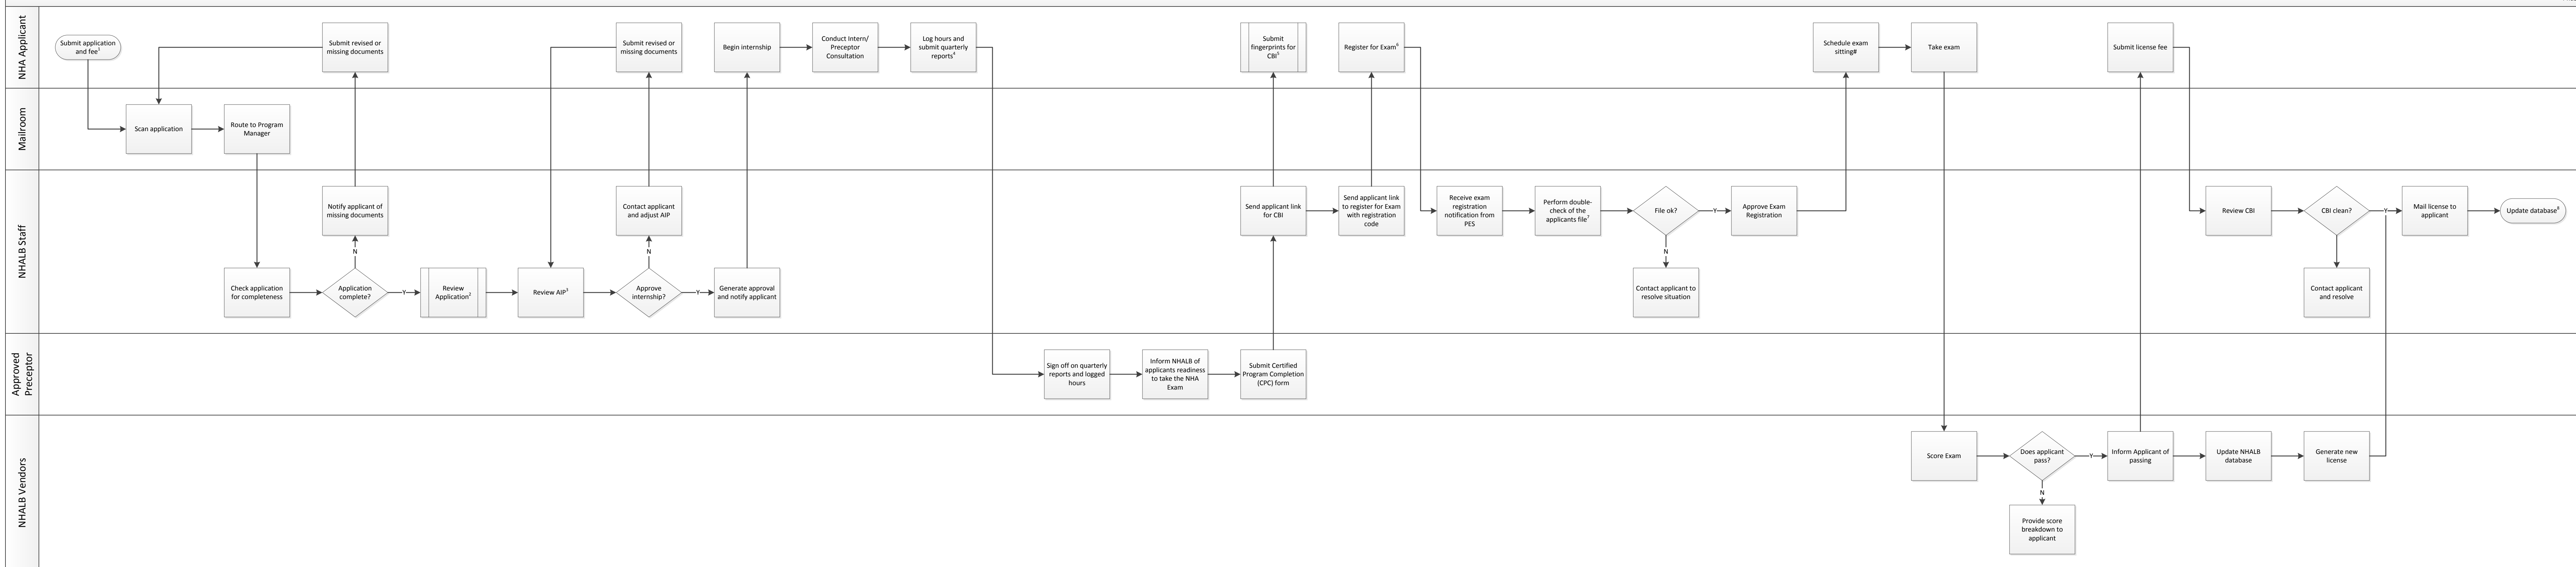 NHA Applicant
Submit application
and fee1
Submit revised or
missing documents
Submit revised or
missing documents
Begin internship
Conduct Intern/
Preceptor
Consultation
Log hours and
submit quarterly
reports4
Submit
fingerprints for
CBI5
Register for Exam6
Schedule exam
sitting#
Take exam
Submit license fee
Mailroom
Scan application
Route to Program
Manager
NHALB Staff
Notify applicant of
missing documents
Contact applicant
and adjust AIP
Send applicant link
for CBI
Send applicant link
to register for Exam
with registration
code
Receive exam
registration
notification from
PES
Perform double-
check of the
applicants file7
File ok?
Y
Approve Exam
Registration
Review CBI
CBI clean?
Y
Mail license to
applicant
Update database8
N
N
N
Check application
for completeness
Application
complete?
Y
Review
Application2
Review AIP3
Approve
internship?
Y
Generate approval
and notify applicant
Contact applicant to
resolve situation
Contact applicant
and resolve
Approved
Preceptor
Sign off on quarterly
reports and logged
hours
Inform NHALB of
applicants readiness
to take the NHA
Exam
Submit Certified
Program Completion
(CPC) form
NHALB Vendors
Score Exam
Does applicant
pass?
Y
Inform Applicant of
passing
Update NHALB
database
Generate new
license
N
Provide score
breakdown to
applicant